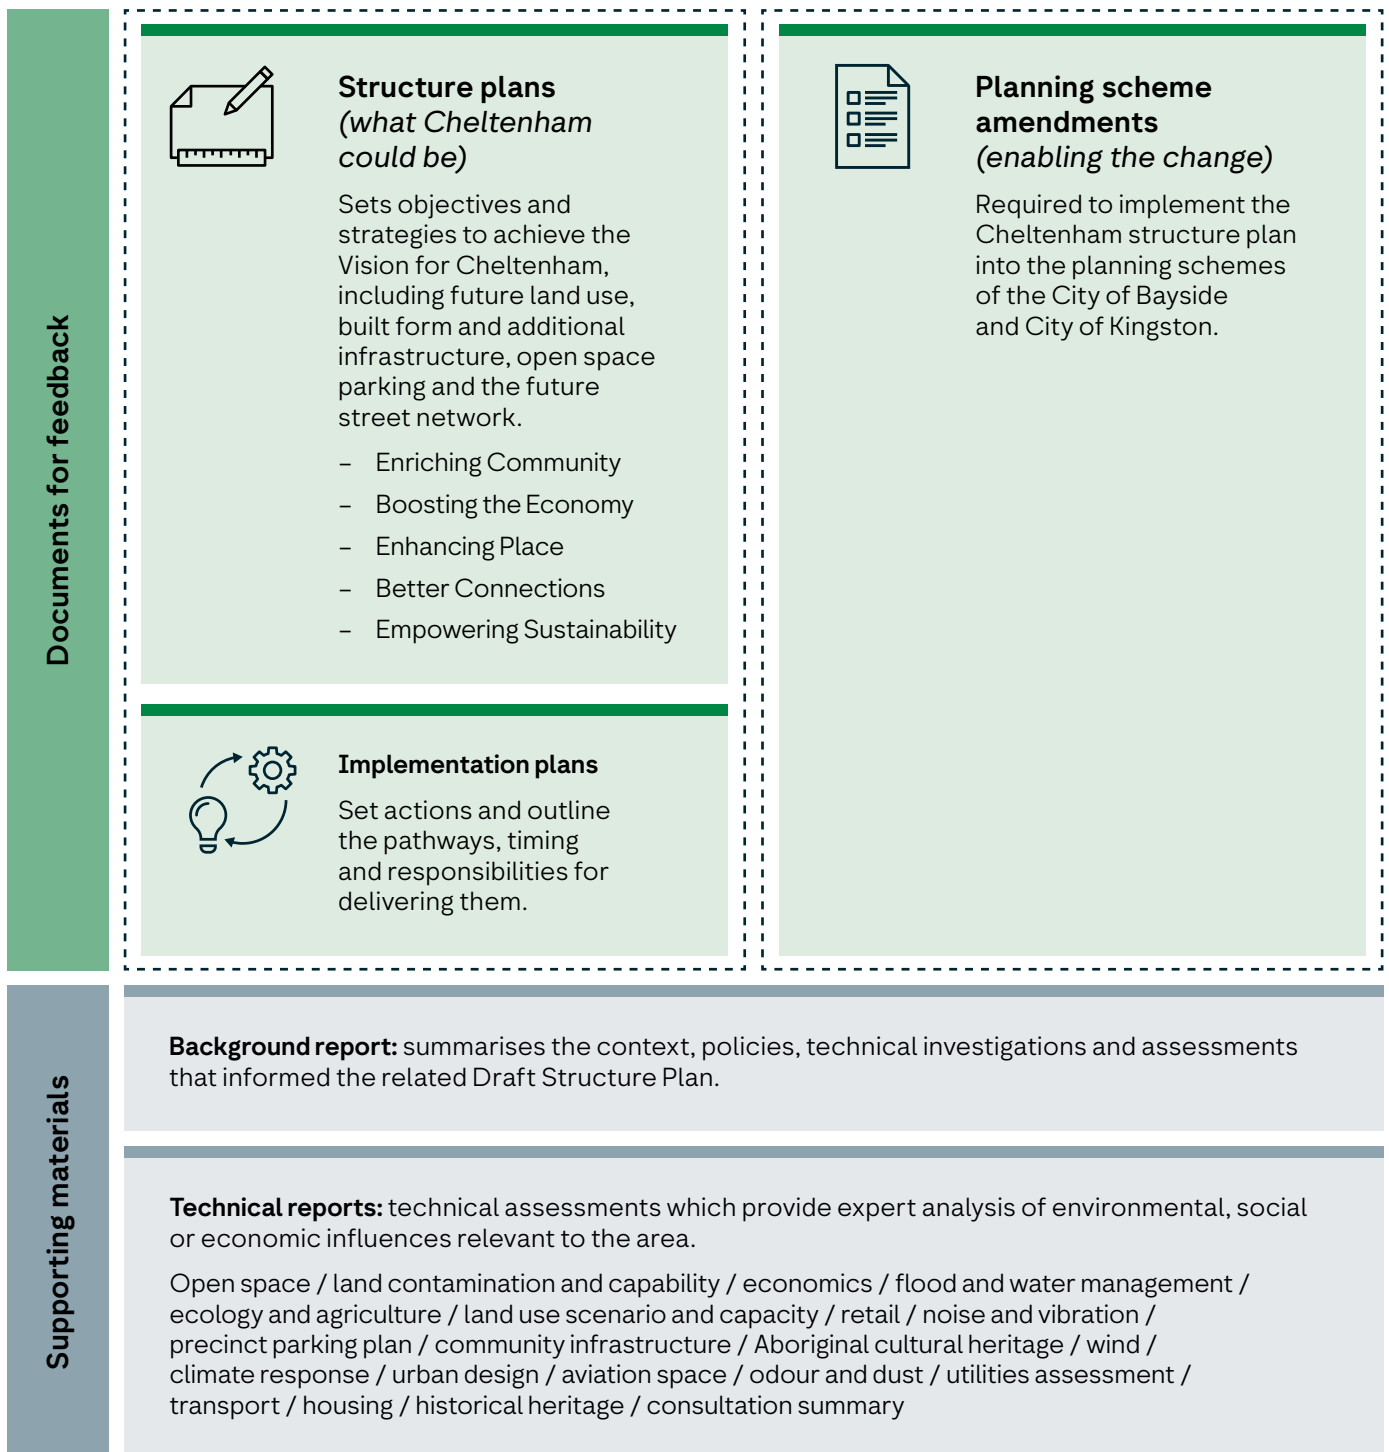 Documents for feedback
Structure plans
(what Cheltenham
could be)
Sets objectives and
strategies to achieve the
Vision for Cheltenham,
including future land use,
built form and additional
infrastructure, open space
parking and the future
street network.
– Enriching Community
– Boosting the Economy
– Enhancing Place
– Better Connections
– Empowering Sustainability
Implementation plans
Set actions and outline
the pathways, timing
and responsibilities for
delivering them.
Planning scheme
amendments
(enabling the change)
Required to implement the
Cheltenham structure plan
into the planning schemes
of the City of Bayside
and City of Kingston.
Supporting materials
Background report: summarises the context, policies, technical investigations and assessments
that informed the related Draft Structure Plan.
Technical reports: technical assessments which provide expert analysis of environmental, social
or economic influences relevant to the area.
Open space / land contamination and capability / economics / flood and water management /
ecology and agriculture / land use scenario and capacity / retail / noise and vibration /
precinct parking plan / community infrastructure / Aboriginal cultural heritage / wind /
climate response / urban design / aviation space / odour and dust / utilities assessment /
transport / housing / historical heritage / consultation summary